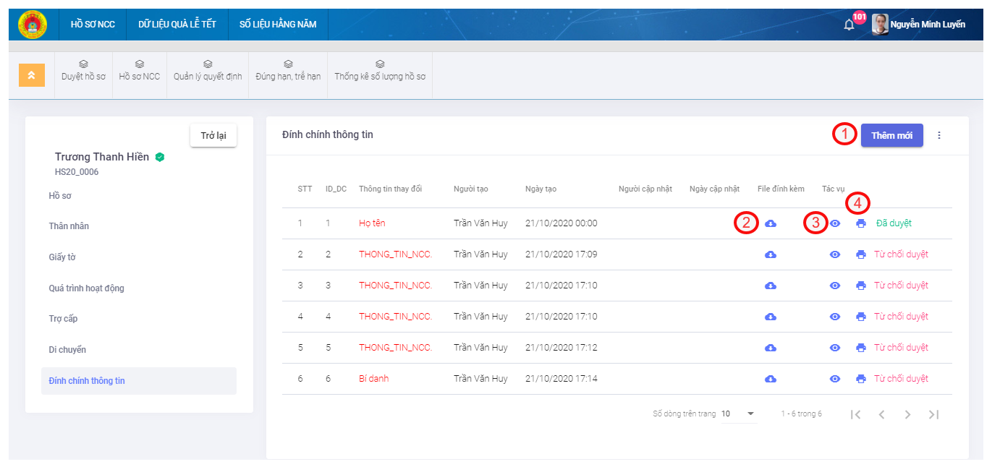 HỒ SƠ NCC DỮ LIỆU QUÀ LỄ TẾT SỐ LIỆU HẰNG NĂM 101 Nguyễn Minh Luyến
Duyệt hồ sơ Hồ sơ NCC Quản lý quyết định Đúng hạn, trễ hạn Thống kê số lượng hồ sơ
Trở lại
Trương Thanh Hiền
HS20_0006
Hồ sơ
Thân nhân
Giấy tờ
Quá trình hoạt động
Trợ cấp
Di chuyển
Đính chính thông tin
Đính chính thông tin 1 Thêm mới
STT ID_DC Thông tin thay đổi Người tạo Ngày tạo Người cập nhật Ngày cập nhật File đính kèm Tác vụ
4
1 1 Họ tên Trần Văn Huy 21/10/2020 00:00 2 3 Đã duyệt
2 2 THONG_TIN_NCC. Trần Văn Huy 21/10/2020 17:09 Từ chối duyệt
3 3 THONG_TIN_NCC. Trần Văn Huy 21/10/2020 17:10 Từ chối duyệt
4 4 THONG_TIN_NCC. Trần Văn Huy 21/10/2020 17:10 Từ chối duyệt
5 5 THONG_TIN_NCC. Trần Văn Huy 21/10/2020 17:12 Từ chối duyệt
6 6 Bí danh Trần Văn Huy 21/10/2020 17:14 Từ chối duyệt
Số dòng trên trang 10 1 - 6 trong 6